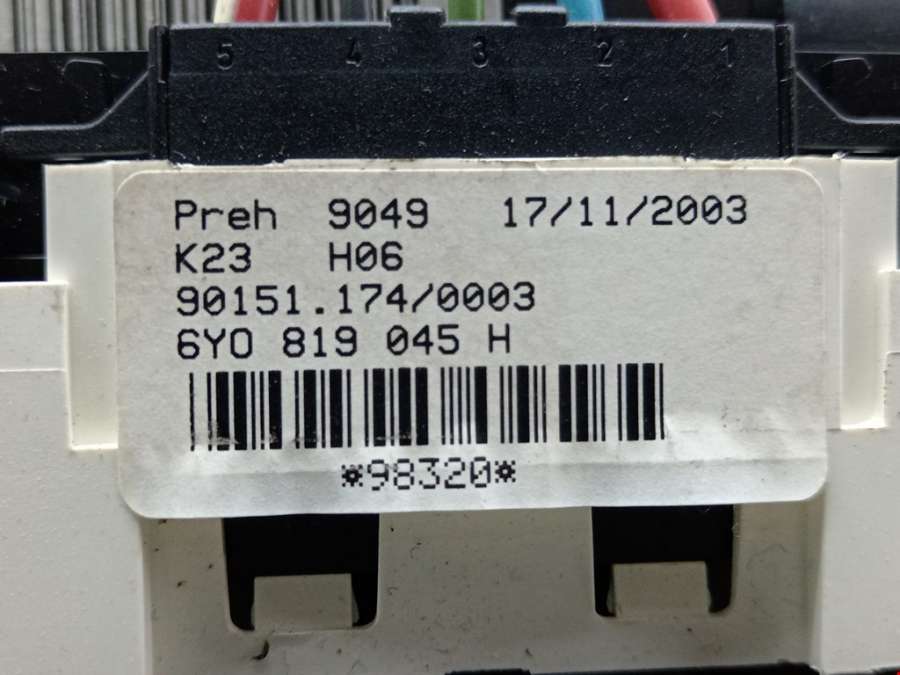 5 4 3 2 1
Preh 9049 17/11/2003
K23 H06
90151.174/0003
6Y0 819 045 H
*98320*